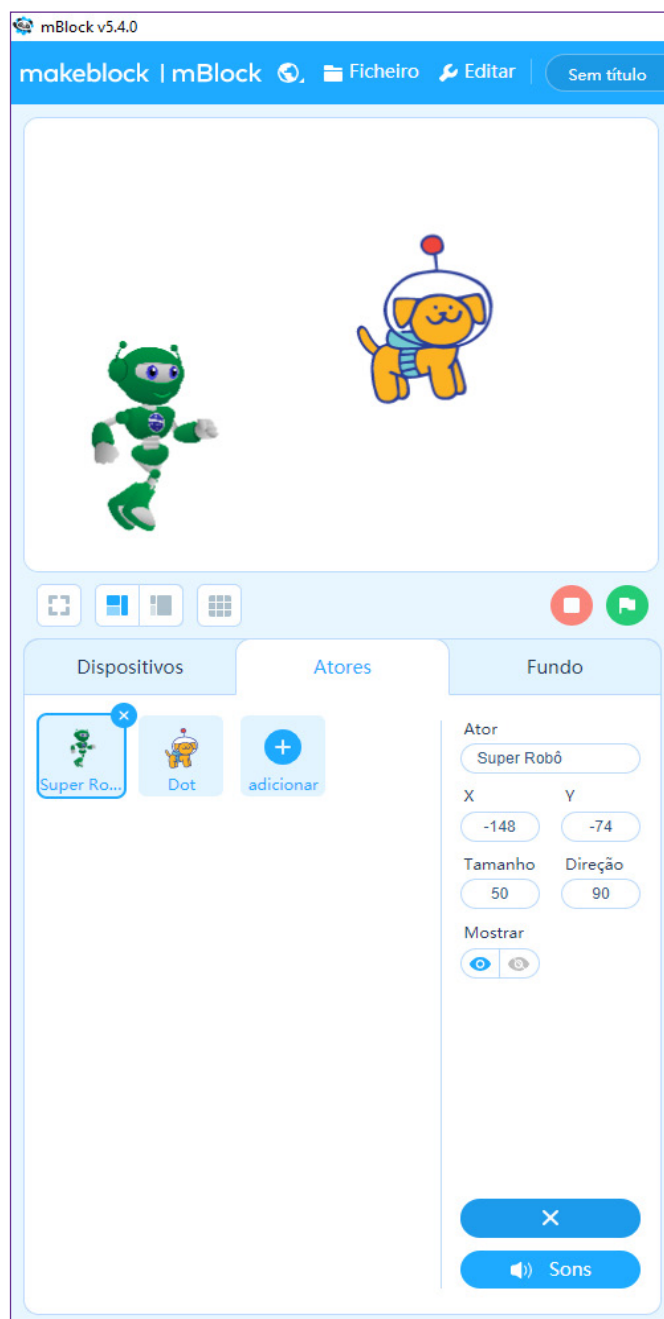 mBlock v5.4.0
makeblock | mBlock Ficheiro Editar Sem título
Dispositivos Atores Fundo
Super Ro... Dot adicionar
Ator
Super Robô
X Y
-148 -74
Tamanho Direção
50 90
Mostrar
Sons